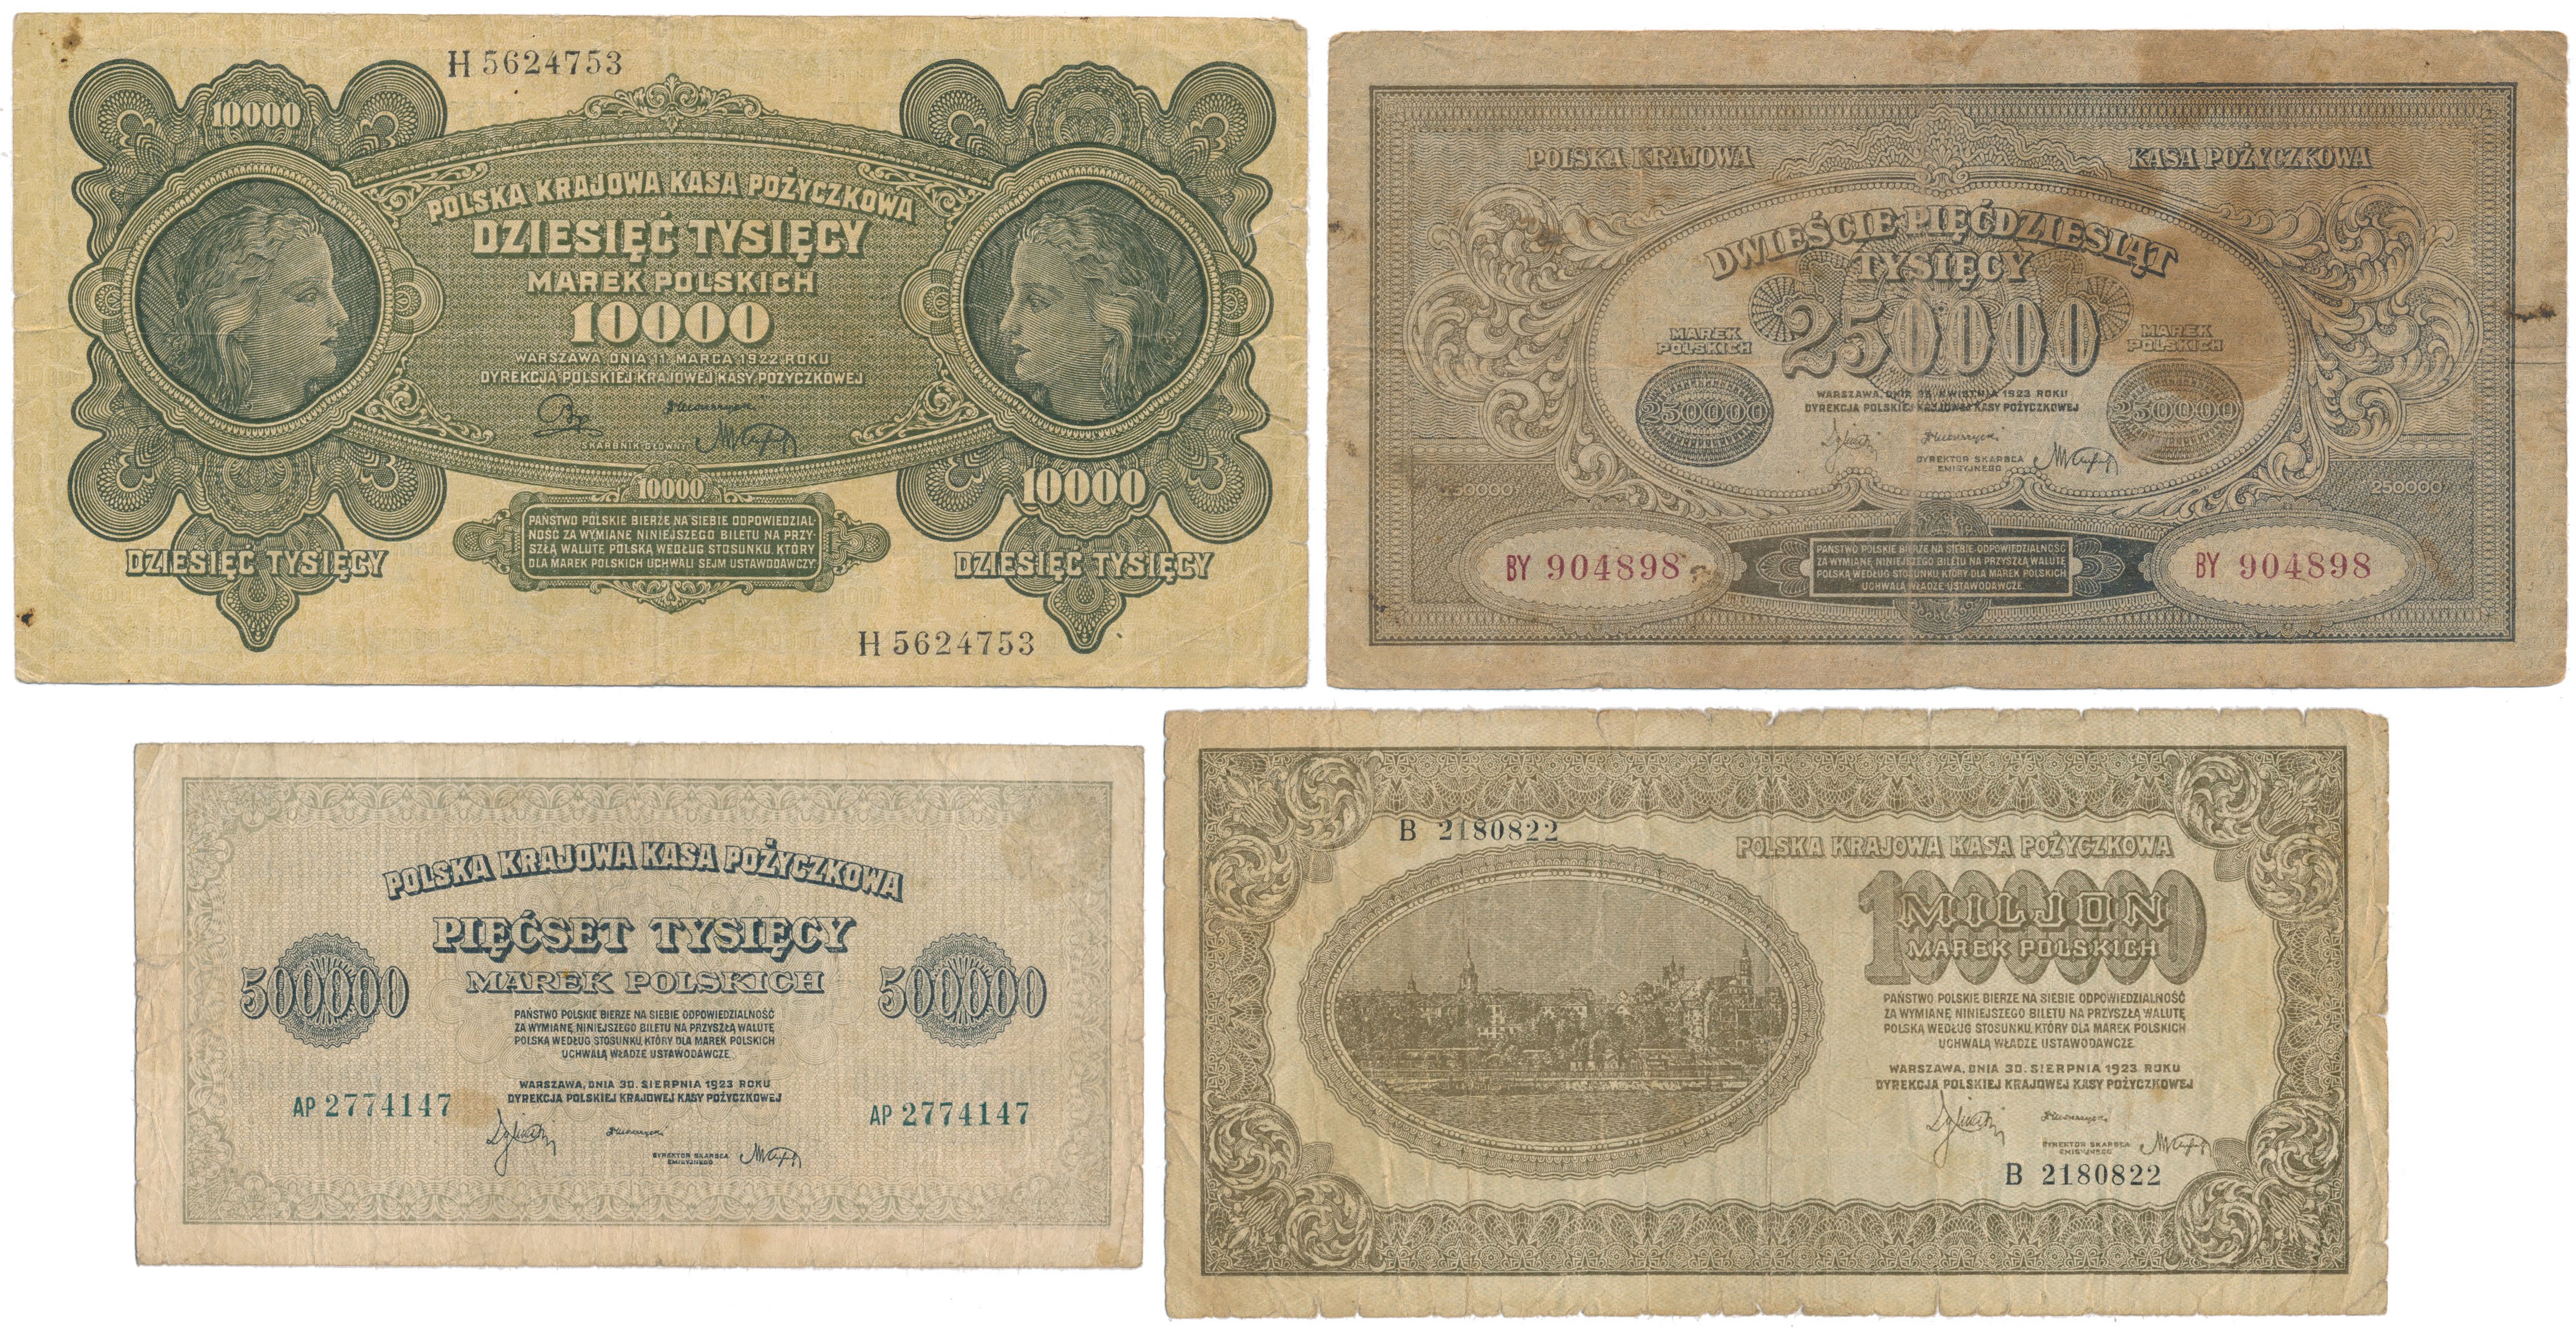 H 5624753
10000
POLSKA KRAJOWA KASA POŻYCZKOWA
DZIESIĘĆ TYSIĘCY
MAREK POLSKICH
10000
WARSZAWA, DNIA 11. MARCA 1922 ROKU
DYREKCJA POLSKIEJ KRAJOWEJ KASY POŻYCZKOWEJ
SKARBNIK GŁÓWNY
10000
10000
PAŃSTWO POLSKIE BIERZE NA SIEBIE ODPOWIEDZIAL-
NOŚĆ ZA WYMIANĘ NINIEJSZEGO BILETU NA PRZY-
SZŁĄ WALUTĘ POLSKĄ WEDŁUG STOSUNKU, KTÓRY
DLA MAREK POLSKICH UCHWALI SEJM USTAWODAWCZY.
DZIESIĘĆ TYSIĘCY
DZIESIĘĆ TYSIĘCY
H 5624753
POLSKA KRAJOWA
KASA POŻYCZKOWA
DWIEŚCIE PIĘĆDZIESIĄT
TYSIĘCY
250000
MAREK
POLSKICH
MAREK
POLSKICH
250000
250000
WARSZAWA, DNIA 25. KWIETNIA 1923 ROKU
DYREKCJA POLSKIEJ KRAJOWEJ KASY POŻYCZKOWEJ
DYREKTOR SKARBCA
EMISYJNEGO
250000
250000
BY 904898
PAŃSTWO POLSKIE BIERZE NA SIEBIE ODPOWIEDZIALNOŚĆ
ZA WYMIANĘ NINIEJSZEGO BILETU NA PRZYSZŁĄ WALUTĘ
POLSKĄ WEDŁUG STOSUNKU, KTÓRY DLA MAREK POLSKICH
UCHWALĄ WŁADZE USTAWODAWCZE.
BY 904898
POLSKA KRAJOWA KASA POŻYCZKOWA
PIĘĆSET TYSIĘCY
MAREK POLSKICH
500000
500000
PAŃSTWO POLSKIE BIERZE NA SIEBIE ODPOWIEDZIALNOŚĆ
ZA WYMIANĘ NINIEJSZEGO BILETU NA PRZYSZŁĄ WALUTĘ
POLSKĄ WEDŁUG STOSUNKU, KTÓRY DLA MAREK POLSKICH
UCHWALĄ WŁADZE USTAWODAWCZE.
WARSZAWA, DNIA 30. SIERPNIA 1923 ROKU
DYREKCJA POLSKIEJ KRAJOWEJ KASY POŻYCZKOWEJ
AP 2774147
AP 2774147
DYREKTOR SKARBCA
EMISYJNEGO
B 2180822
POLSKA KRAJOWA KASA POŻYCZKOWA
1000000
MILJON
MAREK POLSKICH
PAŃSTWO POLSKIE BIERZE NA SIEBIE ODPOWIEDZIALNOŚĆ
ZA WYMIANĘ NINIEJSZEGO BILETU NA PRZYSZŁĄ WALUTĘ
POLSKĄ WEDŁUG STOSUNKU, KTÓRY DLA MAREK POLSKICH
UCHWALĄ WŁADZE USTAWODAWCZE.
WARSZAWA, DNIA 30. SIERPNIA 1923 ROKU
DYREKCJA POLSKIEJ KRAJOWEJ KASY POŻYCZKOWEJ
DYREKTOR SKARBCA
EMISYJNEGO
B 2180822